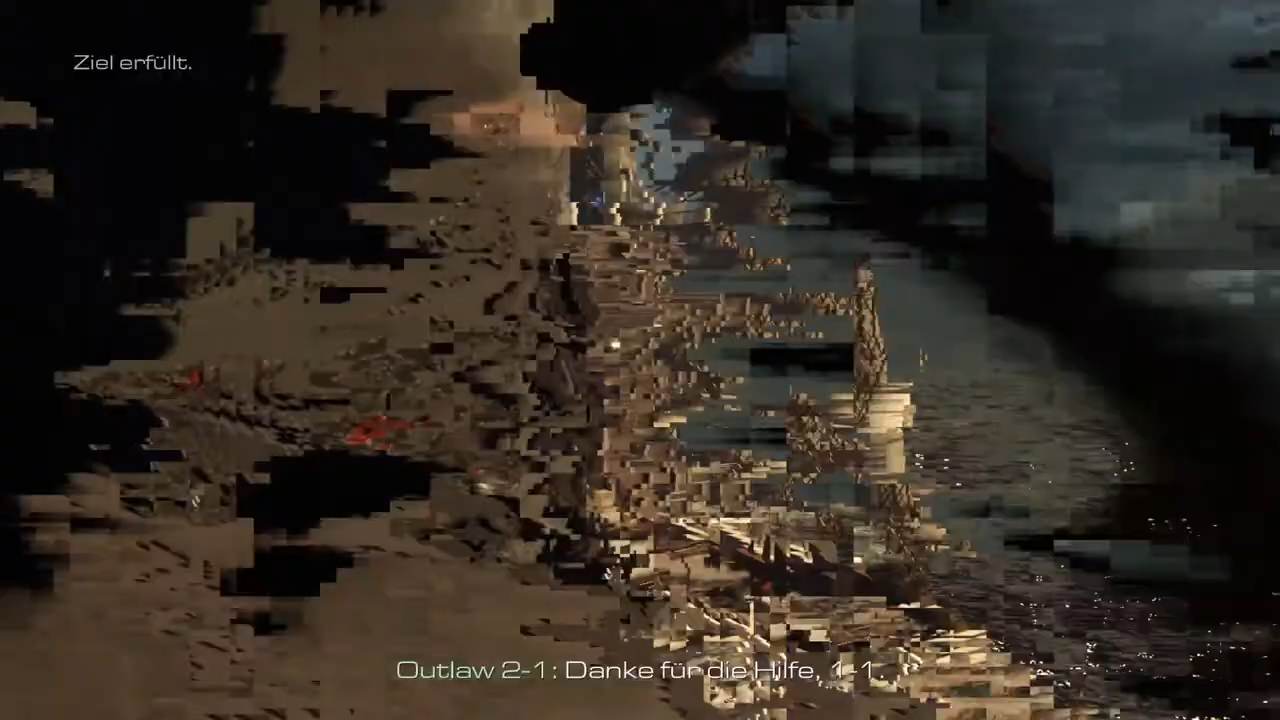 Ziel erfüllt.
Outlaw 2-1: Danke für die Hilfe, 1-1.